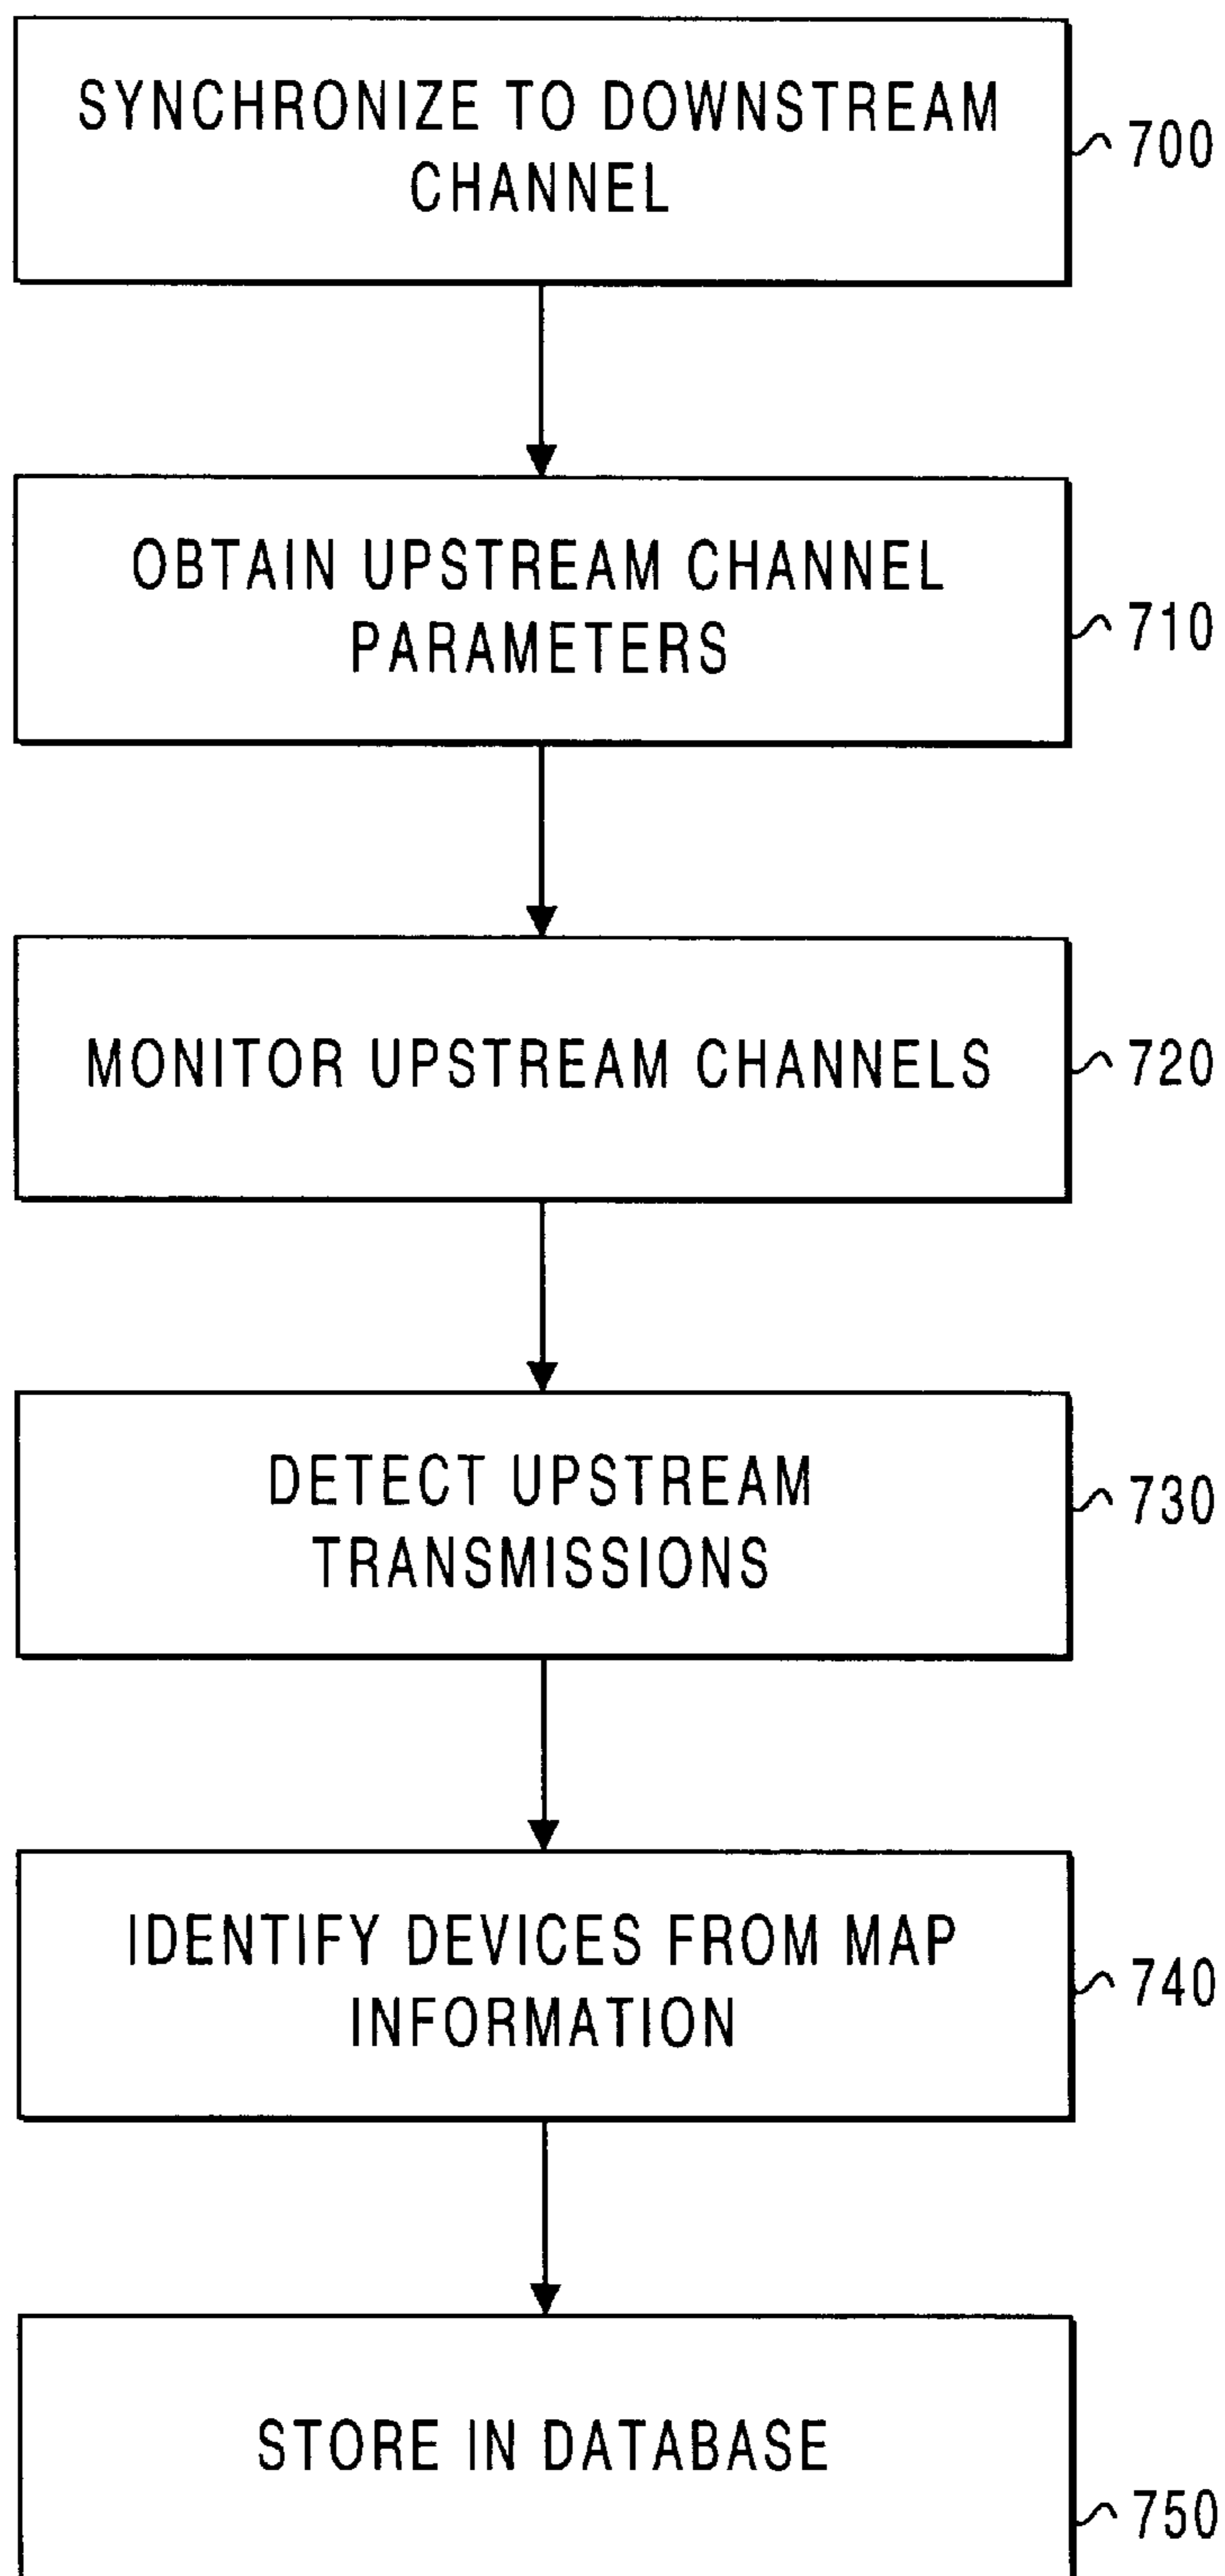 SYNCHRONIZE TO DOWNSTREAM
CHANNEL
700
OBTAIN UPSTREAM CHANNEL
PARAMETERS
710
MONITOR UPSTREAM CHANNELS
720
DETECT UPSTREAM
TRANSMISSIONS
730
IDENTIFY DEVICES FROM MAP
INFORMATION
740
STORE IN DATABASE
750